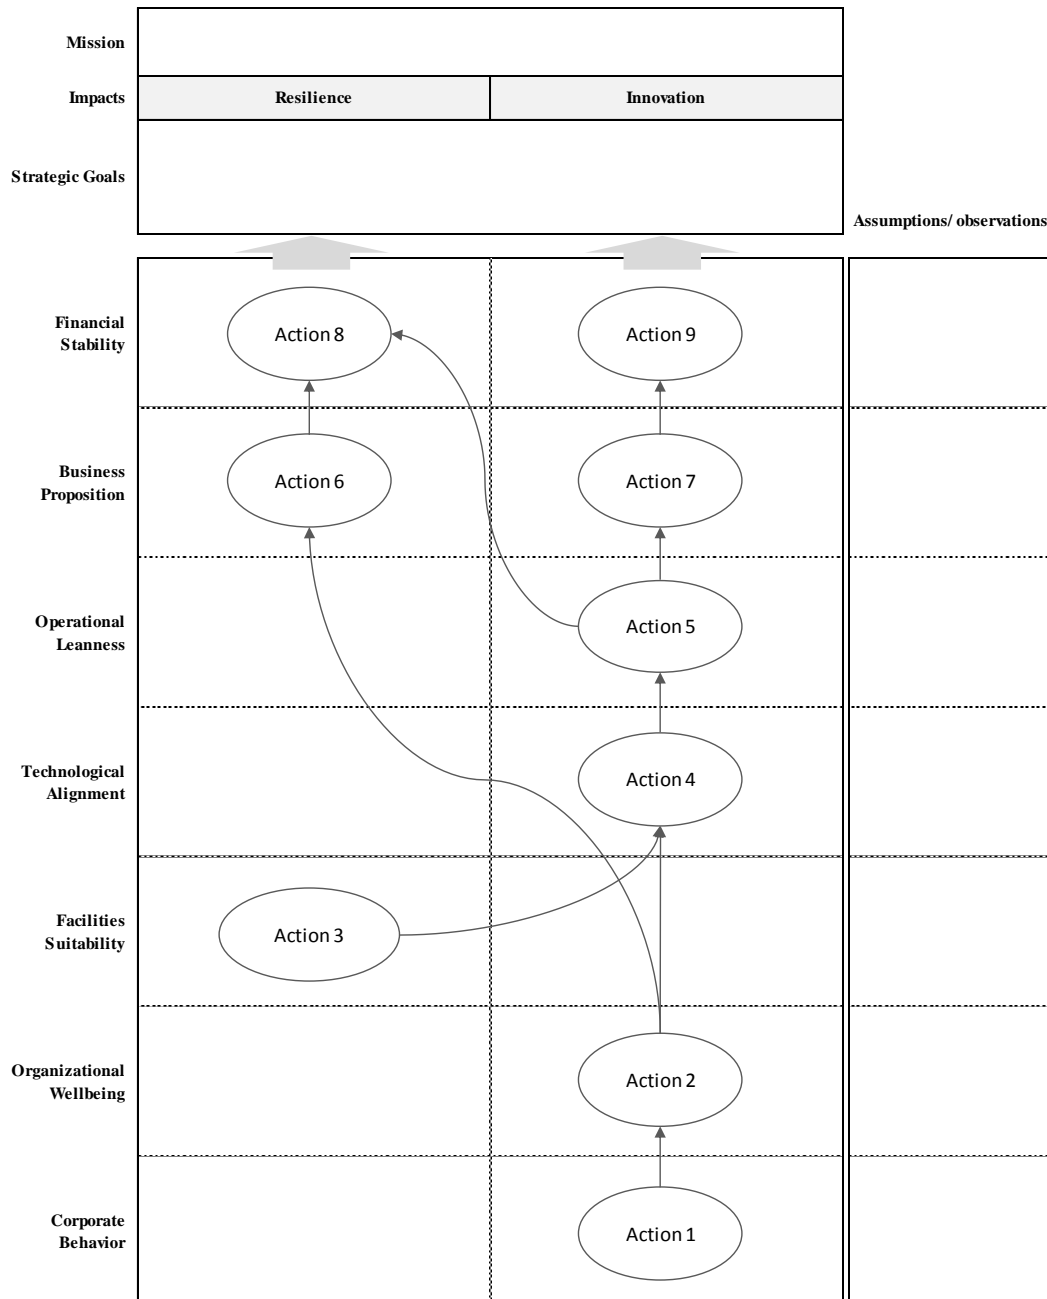 Mission
Impacts
Resilience
Innovation
Strategic Goals
Assumptions/ observations
Financial
Stability
Action 8
Action 9
Business
Proposition
Action 6
Action 7
Operational
Leanness
Action 5
Technological
Alignment
Action 4
Facilities
Suitability
Action 3
Organizational
Wellbeing
Action 2
Corporate
Behavior
Action 1